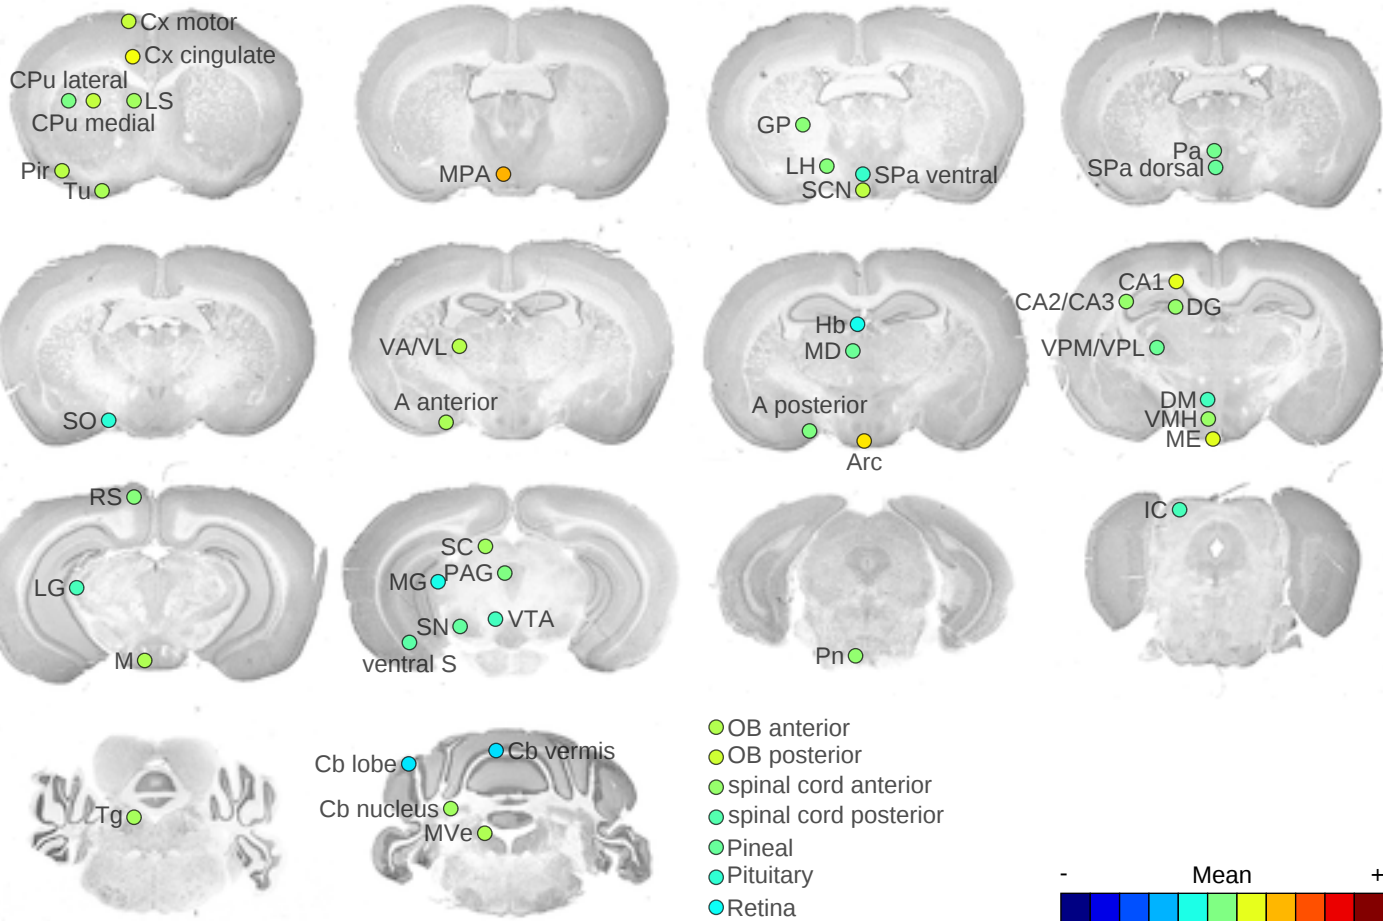 Cx motor
Cx cingulate
CPu lateral
LS
CPu medial
Pir
Tu
MPA
GP
LH
SPa ventral
SCN
Pa
SPa dorsal
SO
VA/VL
A anterior
Hb
MD
A posterior
Arc
CA1
CA2/CA3
DG
VPM/VPL
DM
VMH
ME
RS
LG
M
SC
PAG
MG
VTA
SN
ventral S
Pn
IC
Tg
Cb lobe
Cb vermis
Cb nucleus
MVe
OB anterior
OB posterior
spinal cord anterior
spinal cord posterior
Pineal
Pituitary
Retina
- Mean +